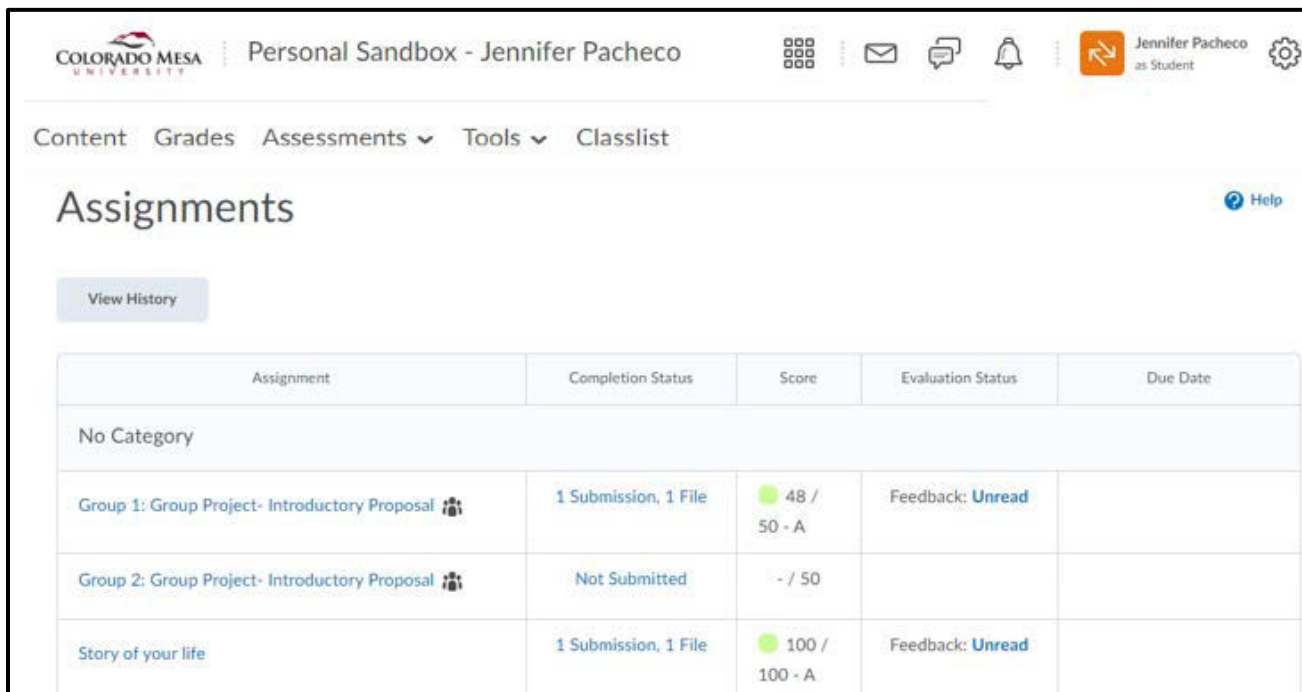 COLORADO MESA
UNIVERSITY
Personal Sandbox - Jennifer Pacheco
Jennifer Pacheco
as Student
Content Grades Assessments Tools Classlist
Assignments
Help
View History
Assignment Completion Status Score Evaluation Status Due Date
No Category
Group 1: Group Project- Introductory Proposal 1 Submission, 1 File 48 / Feedback: Unread
50 - A
Group 2: Group Project- Introductory Proposal Not Submitted - / 50
Story of your life 1 Submission, 1 File 100 / Feedback: Unread
100 - A